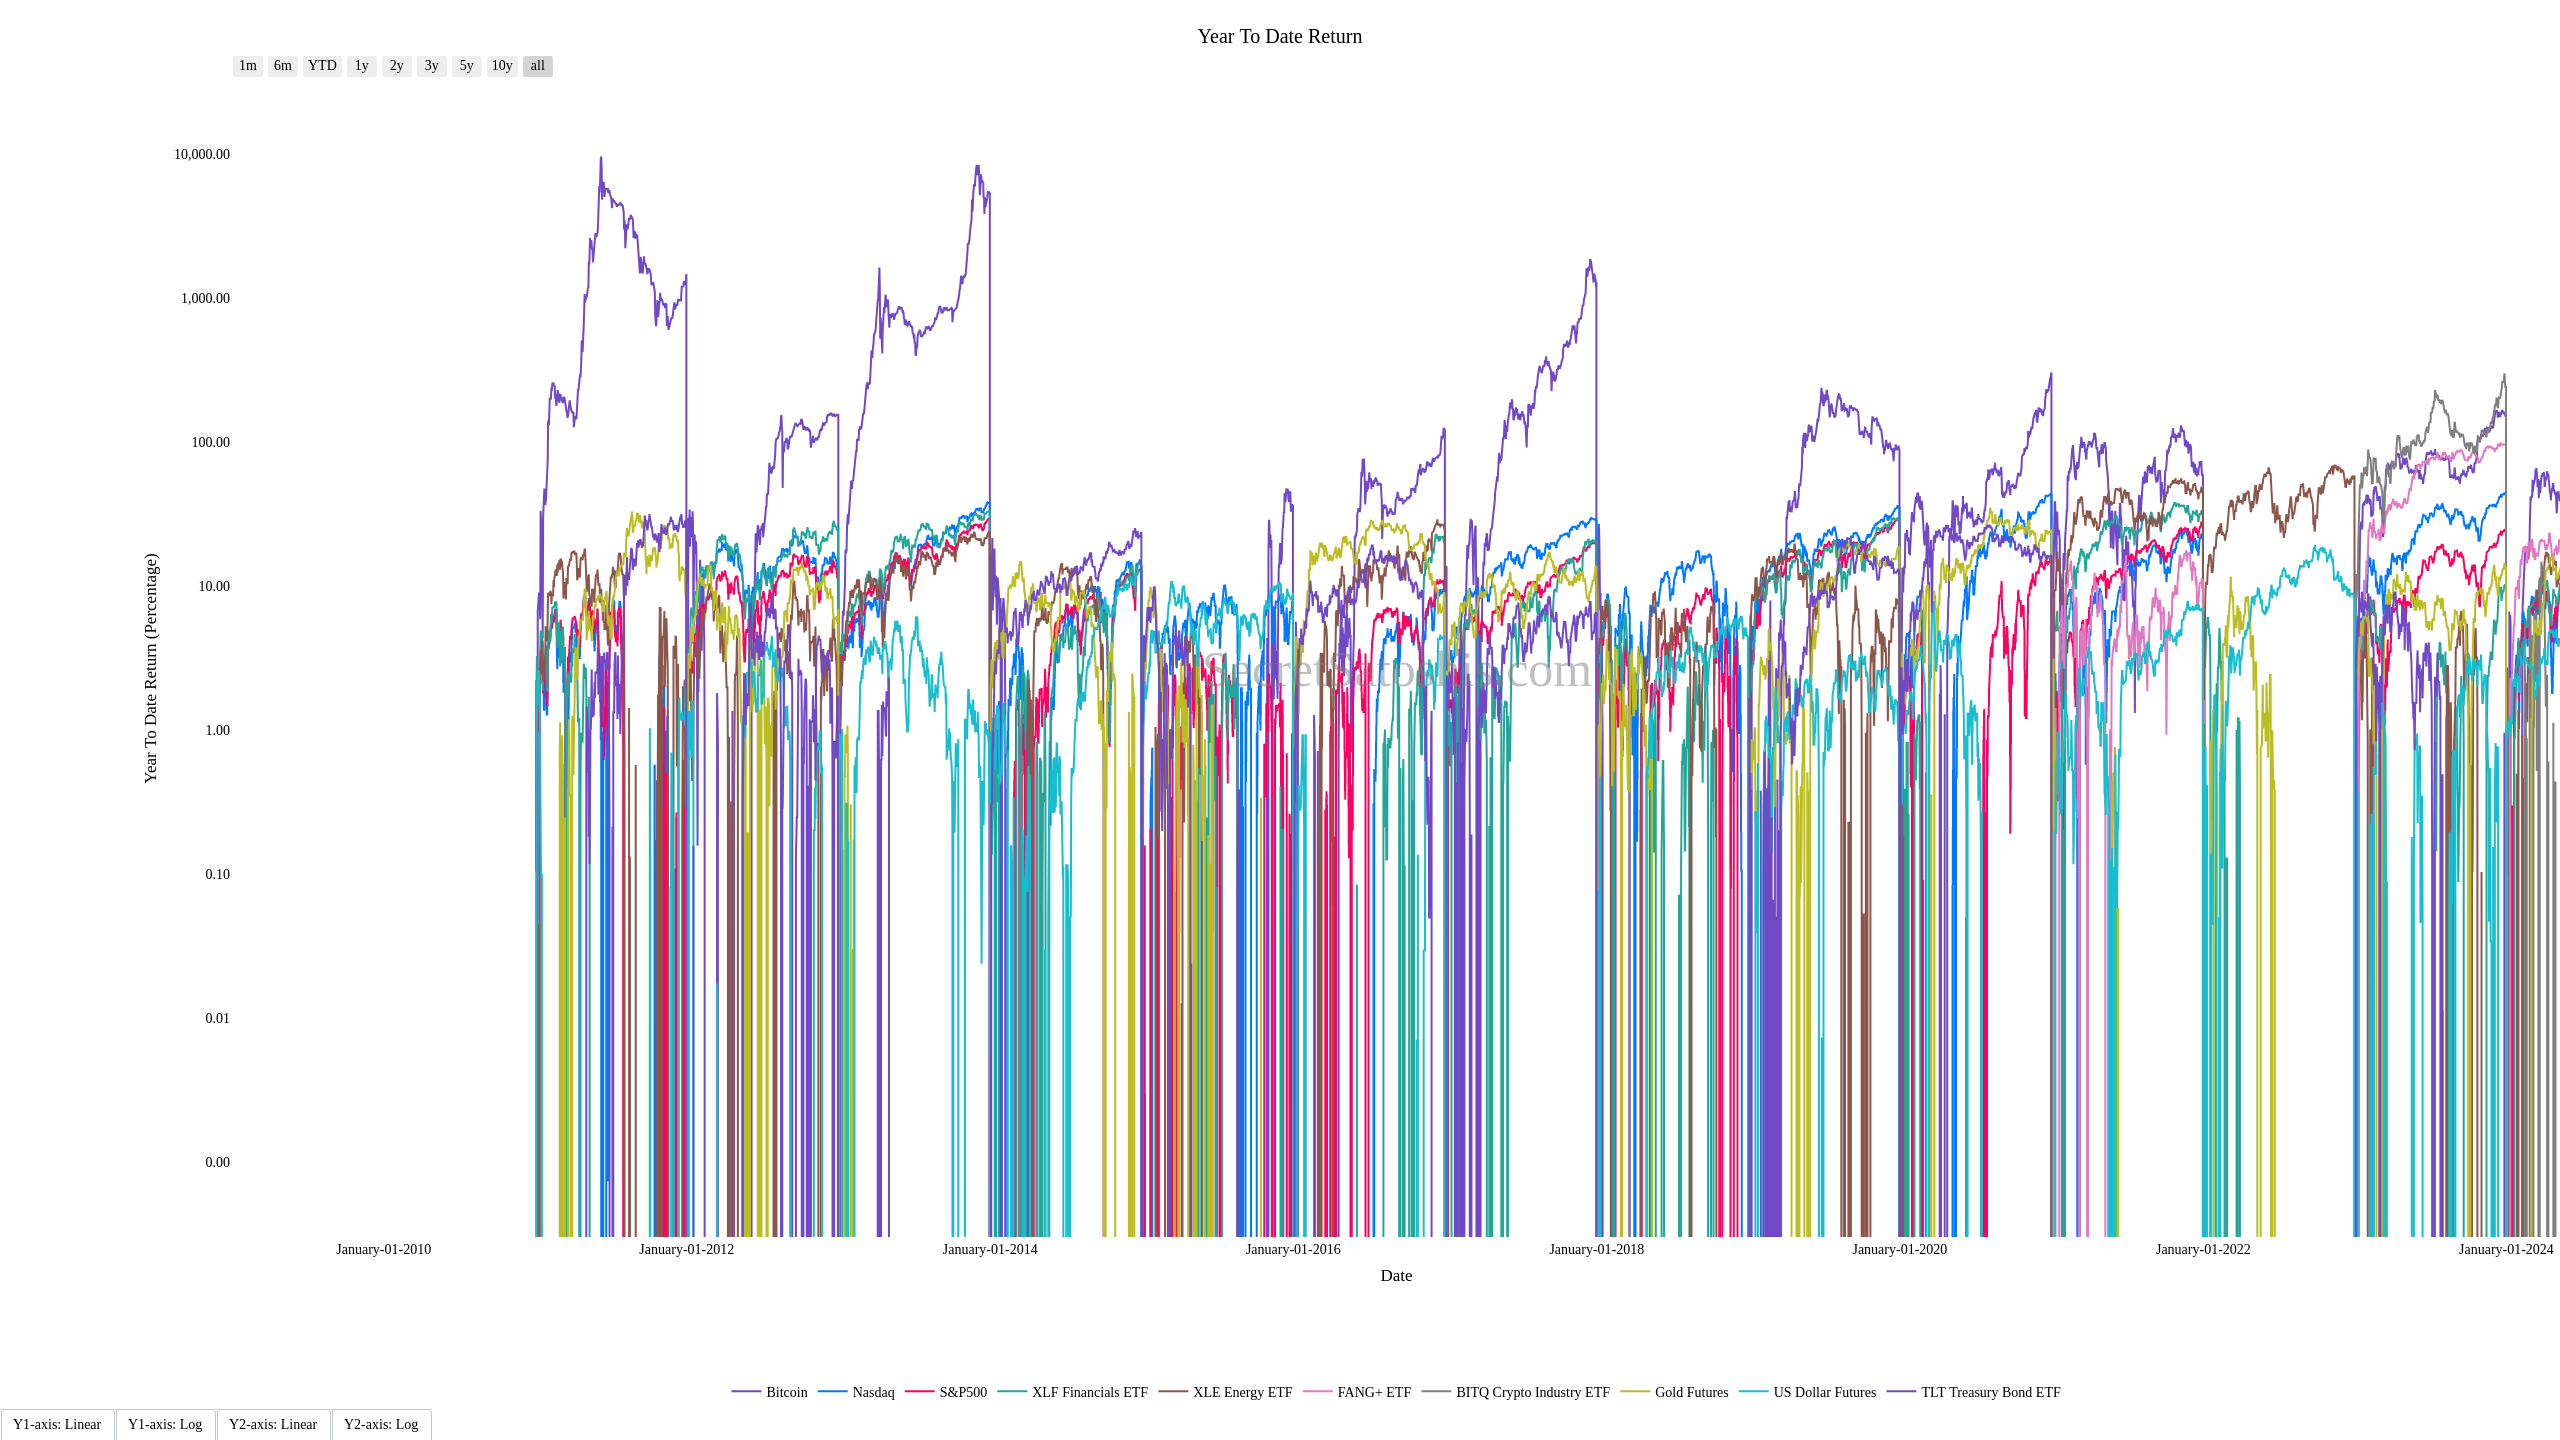 Year To Date Return
1m 6m YTD 1y 2y 3y 5y 10y all
10,000.00
1,000.00
100.00
10.00
1.00
0.10
0.01
0.00
Year To Date Return (Percentage)
SecretSatoshis.com
January-01-2010 January-01-2012 January-01-2014 January-01-2016 January-01-2018 January-01-2020 January-01-2022 January-01-2024
Date
Bitcoin Nasdaq S&P500 XLF Financials ETF XLE Energy ETF FANG+ ETF BITQ Crypto Industry ETF Gold Futures US Dollar Futures TLT Treasury Bond ETF
Y1-axis: Linear Y1-axis: Log Y2-axis: Linear Y2-axis: Log